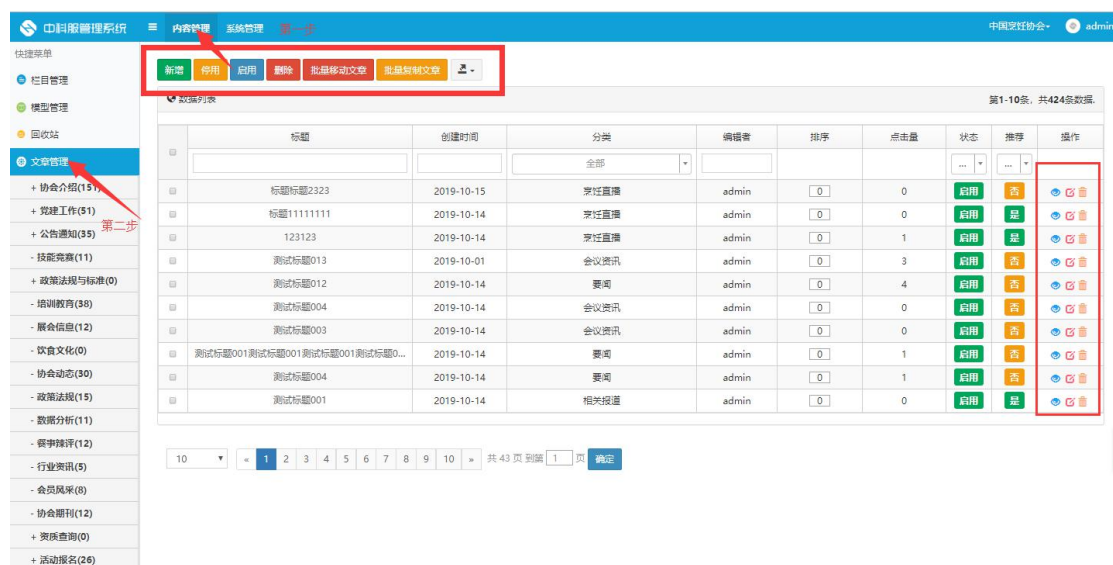 中科服管理系统 内容管理 系统管理 第一步 中国烹饪协会 admin
快捷菜单
栏目管理
模型管理
回收站
文章管理
+ 协会介绍(151)
+ 党建工作(51)
第二步
+ 公告通知(35)
- 技能竞赛(11)
+ 政策法规与标准(0)
- 培训教育(38)
- 展会信息(12)
- 饮食文化(0)
- 协会动态(30)
- 政策法规(15)
- 数据分析(11)
- 餐事辣评(12)
- 行业资讯(5)
- 会员风采(8)
- 协会期刊(12)
+ 资质查询(0)
+ 活动报名(26)
新增 停用 启用 删除 批量移动文章 批量复制文章
数据列表 第1-10条, 共424条数据.
标题 创建时间 分类 编辑者 排序 点击量 状态 推荐 操作
全部 ... ...
标题标题2323 2019-10-15 烹饪直播 admin 0 0 启用 否
标题11111111 2019-10-14 烹饪直播 admin 0 0 启用 是
123123 2019-10-14 烹饪直播 admin 0 1 启用 是
测试标题013 2019-10-01 会议资讯 admin 0 3 启用 否
测试标题012 2019-10-14 要闻 admin 0 4 启用 否
测试标题004 2019-10-14 会议资讯 admin 0 0 启用 否
测试标题003 2019-10-14 会议资讯 admin 0 0 启用 否
测试标题001测试标题001测试标题001测试标题0... 2019-10-14 要闻 admin 0 1 启用 否
测试标题004 2019-10-14 要闻 admin 0 1 启用 否
测试标题001 2019-10-14 相关报道 admin 0 0 启用 是
10 « 1 2 3 4 5 6 7 8 9 10 » 共 43 页 到第 1 页 确定